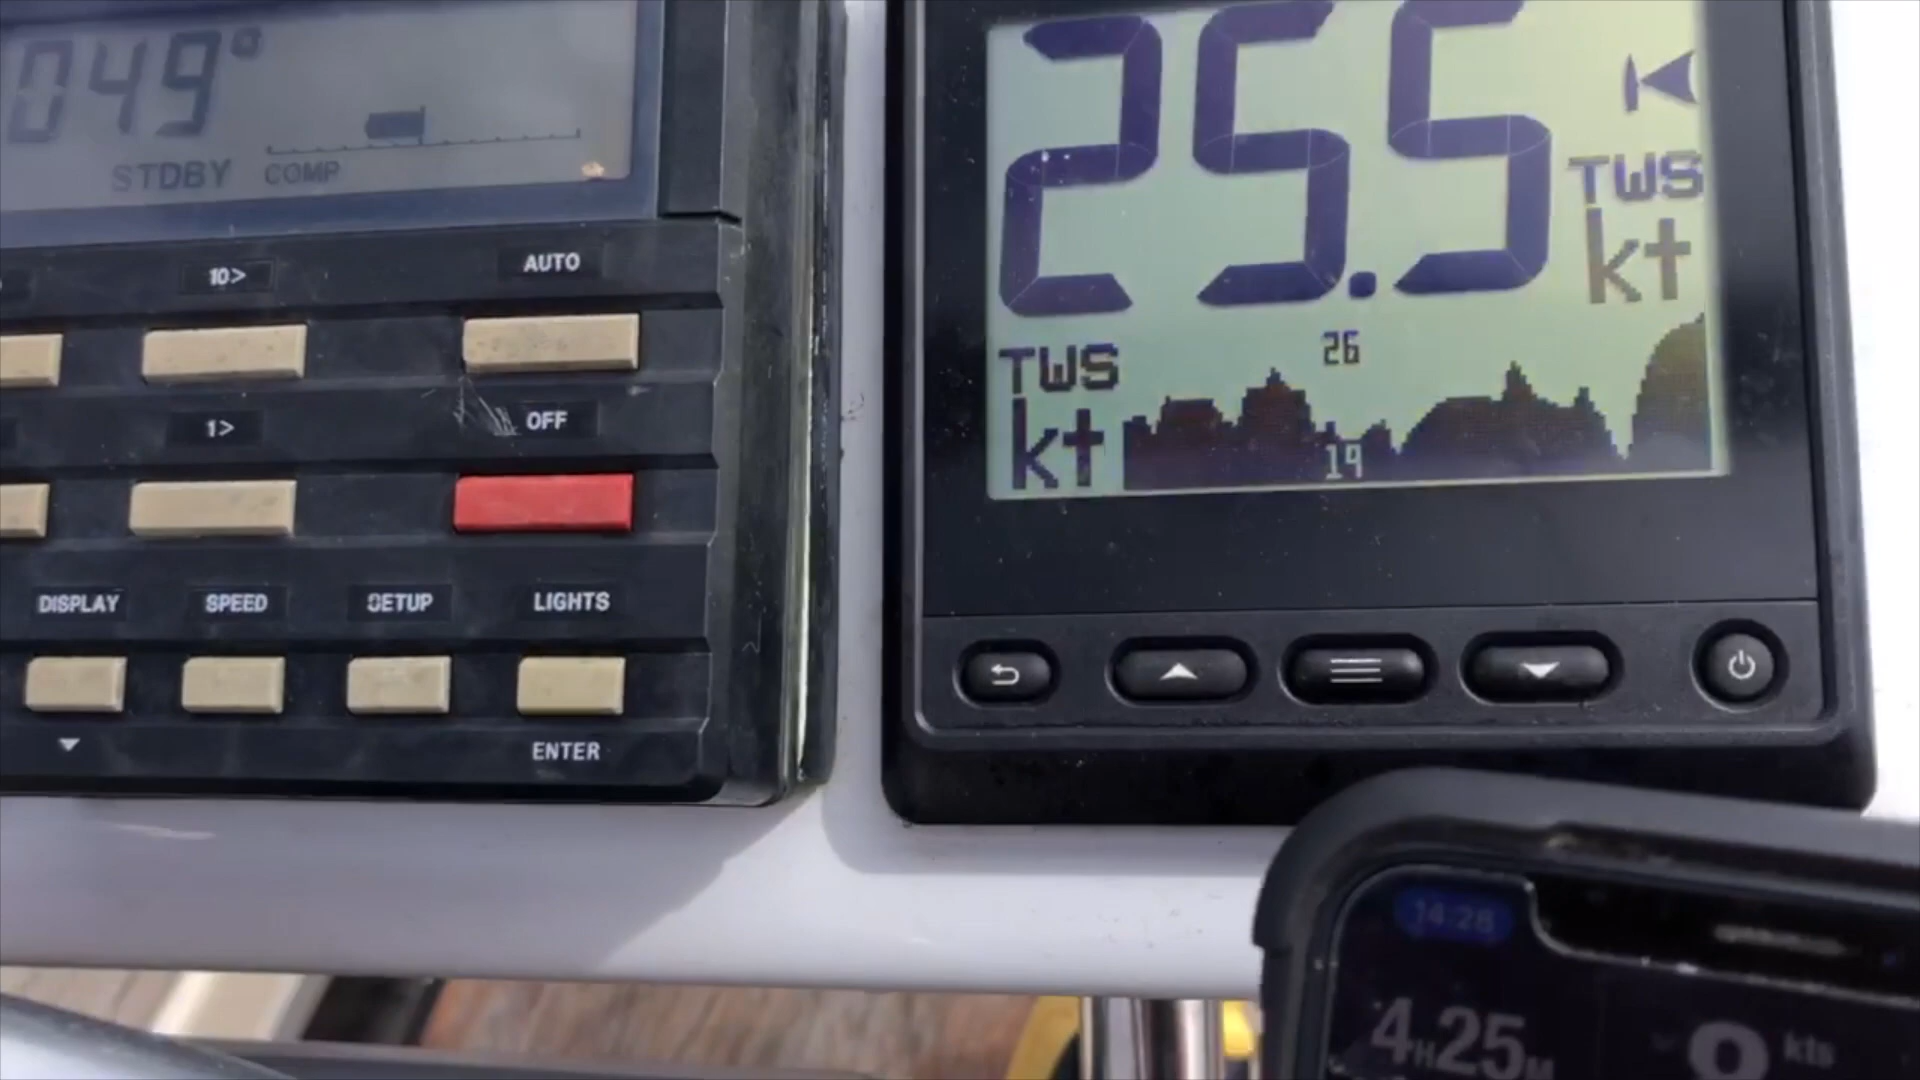 049°
STDBY COMP
10>
AUTO
1>
OFF
DISPLAY SPEED SETUP LIGHTS
ENTER
25.5
TWS
kt
TWS
kt
26
19
14:28
4H25M
kts